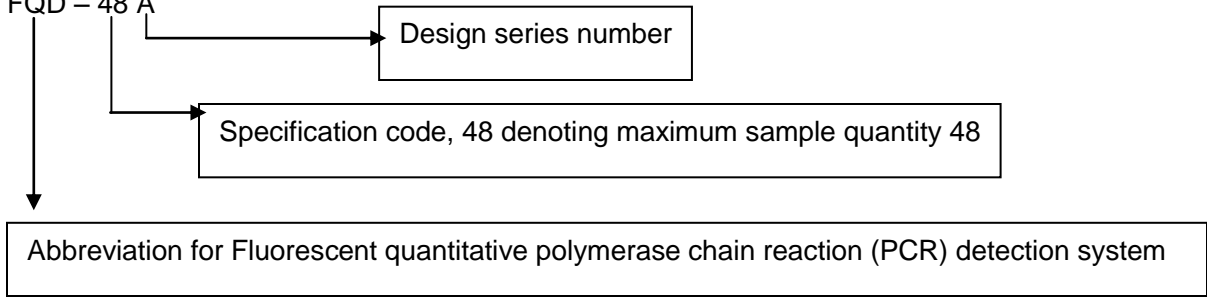 FQD – 48 A
Design series number
Specification code, 48 denoting maximum sample quantity 48
Abbreviation for Fluorescent quantitative polymerase chain reaction (PCR) detection system